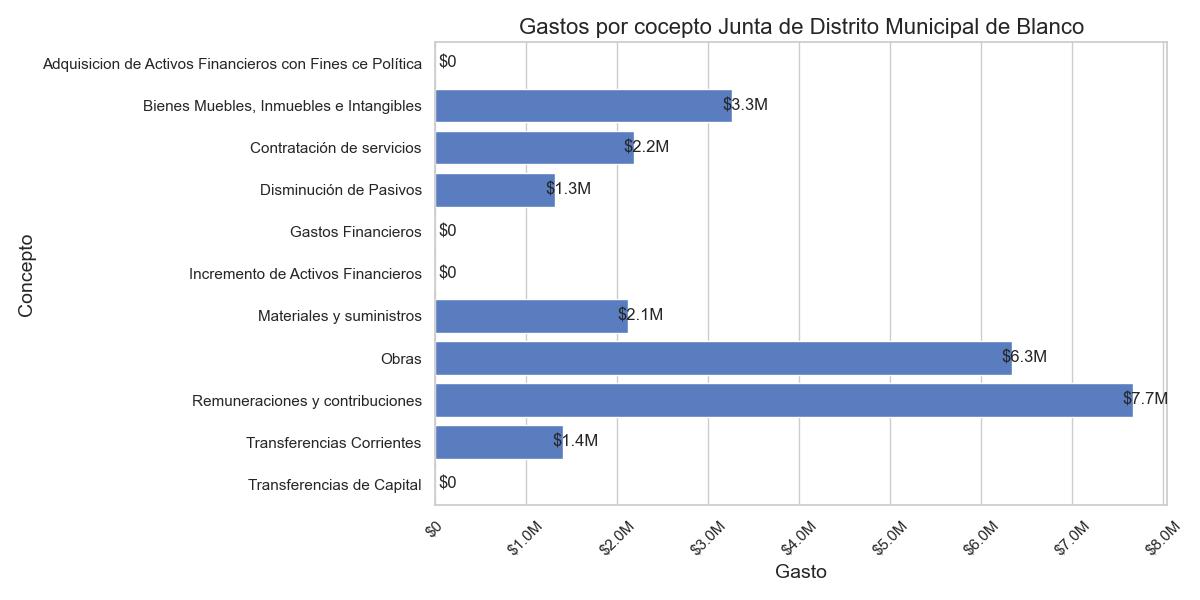 Gastos por cocepto Junta de Distrito Municipal de Blanco
Concepto
Adquisicion de Activos Financieros con Fines ce Política $0
Bienes Muebles, Inmuebles e Intangibles $3.3M
Contratación de servicios $2.2M
Disminución de Pasivos $1.3M
Gastos Financieros $0
Incremento de Activos Financieros $0
Materiales y suministros $2.1M
Obras $6.3M
Remuneraciones y contribuciones $7.7M
Transferencias Corrientes $1.4M
Transferencias de Capital $0
$0 $1.0M $2.0M $3.0M $4.0M $5.0M $6.0M $7.0M $8.0M
Gasto